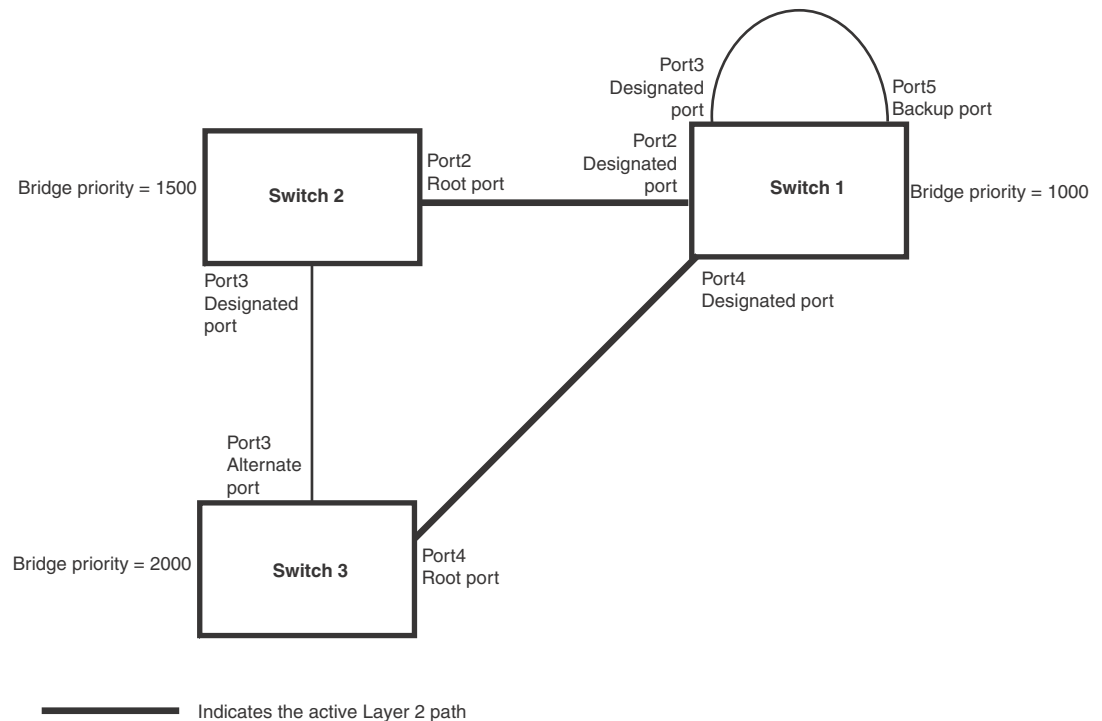 Port3
Designated
port
Port5
Backup port
Port2
Designated
port
Port2
Root port
Bridge priority = 1500
Switch 2
Switch 1
Bridge priority = 1000
Port3
Designated
port
Port4
Designated port
Port3
Alternate
port
Bridge priority = 2000
Switch 3
Port4
Root port
Indicates the active Layer 2 path